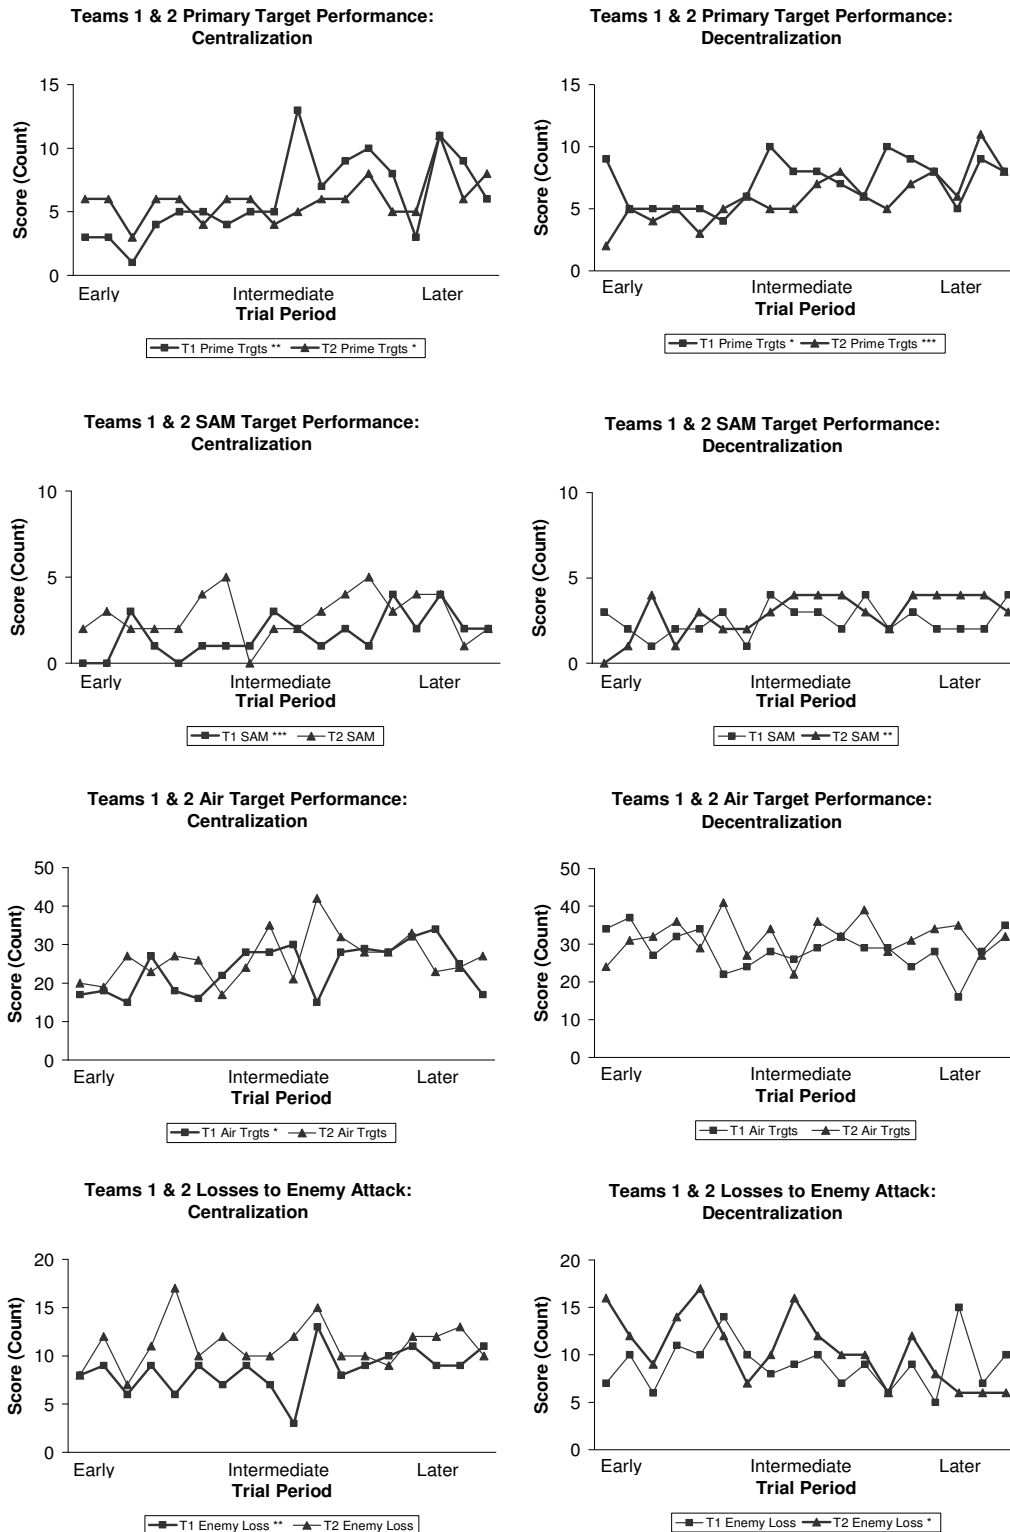 Teams 1 & 2 Primary Target Performance:
Centralization
15
10
5
0
Score (Count)
Early Intermediate Later
Trial Period
T1 Prime Trgts ** T2 Prime Trgts *
Teams 1 & 2 Primary Target Performance:
Decentralization
15
10
5
0
Score (Count)
Early Intermediate Later
Trial Period
T1 Prime Trgts * T2 Prime Trgts ***
Teams 1 & 2 SAM Target Performance:
Centralization
10
5
0
Score (Count)
Early Intermediate Later
Trial Period
T1 SAM *** T2 SAM
Teams 1 & 2 SAM Target Performance:
Decentralization
10
5
0
Score (Count)
Early Intermediate Later
Trial Period
T1 SAM T2 SAM **
Teams 1 & 2 Air Target Performance:
Centralization
50
40
30
20
10
0
Score (Count)
Early Intermediate Later
Trial Period
T1 Air Trgts * T2 Air Trgts
Teams 1 & 2 Air Target Performance:
Decentralization
50
40
30
20
10
0
Score (Count)
Early Intermediate Later
Trial Period
T1 Air Trgts T2 Air Trgts
Teams 1 & 2 Losses to Enemy Attack:
Centralization
20
15
10
5
0
Score (Count)
Early Intermediate Later
Trial Period
T1 Enemy Loss ** T2 Enemy Loss
Teams 1 & 2 Losses to Enemy Attack:
Decentralization
20
15
10
5
0
Score (Count)
Early Intermediate Later
Trial Period
T1 Enemy Loss T2 Enemy Loss *